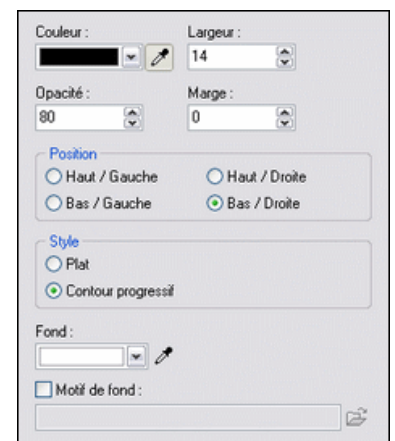 Couleur : Largeur :
14
Opacité : Marge :
80 0
Position
Haut / Gauche Haut / Droite
Bas / Gauche Bas / Droite
Style
Plat
Contour progressif
Fond :
Motif de fond :